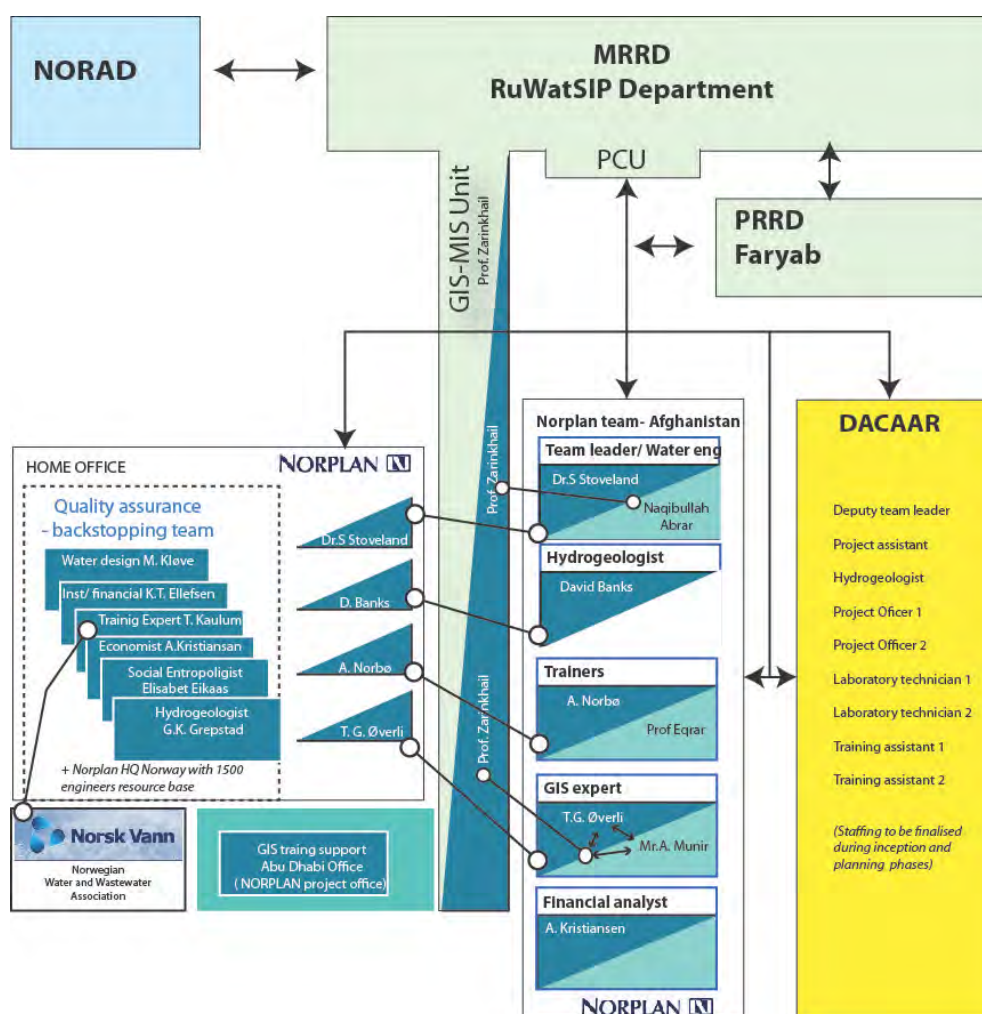 NORAD
MRRD
RuWatSIP Department
PCU
GIS-MIS Unit
Prof. Zarinkhail
PRRD
Faryab
HOME OFFICE
NORPLAN N
Quality assurance
- backstopping team
Water design M. Kløve
Inst/ financial K.T. Ellefsen
Trainig Expert T. Kaulum
Economist A.Kristiansan
Social Entropoligist
Elisabet Eikaas
Hydrogeologist
G.K. Grepstad
+ Norplan HQ Norway with 1500
engineers resource base
Dr.S Stoveland
D. Banks
A. Norbø
T. G. Øverli
Norsk Vann
Norwegian
Water and Wastewater
Association
GIS traing support
Abu Dhabi Office
( NORPLAN project office)
Prof. Zarinkhail
Prof. Zarinkhail
Norplan team- Afghanistan
Team leader/ Water eng
Dr.S Stoveland
Naqibullah
Abrar
Hydrogeologist
David Banks
Trainers
A. Norbø
Prof Eqrar
GIS expert
T.G. Øverli
Mr.A. Munir
Financial analyst
A. Kristiansen
NORPLAN N
DACAAR
Deputy team leader
Project assistant
Hydrogeologist
Project Oficer 1
Project Officer 2
Laboratory technician 1
Laboratory technician 2
Training assistant 1
Training assistant 2
(Staffing to be finalised
during inception and
planning phases)